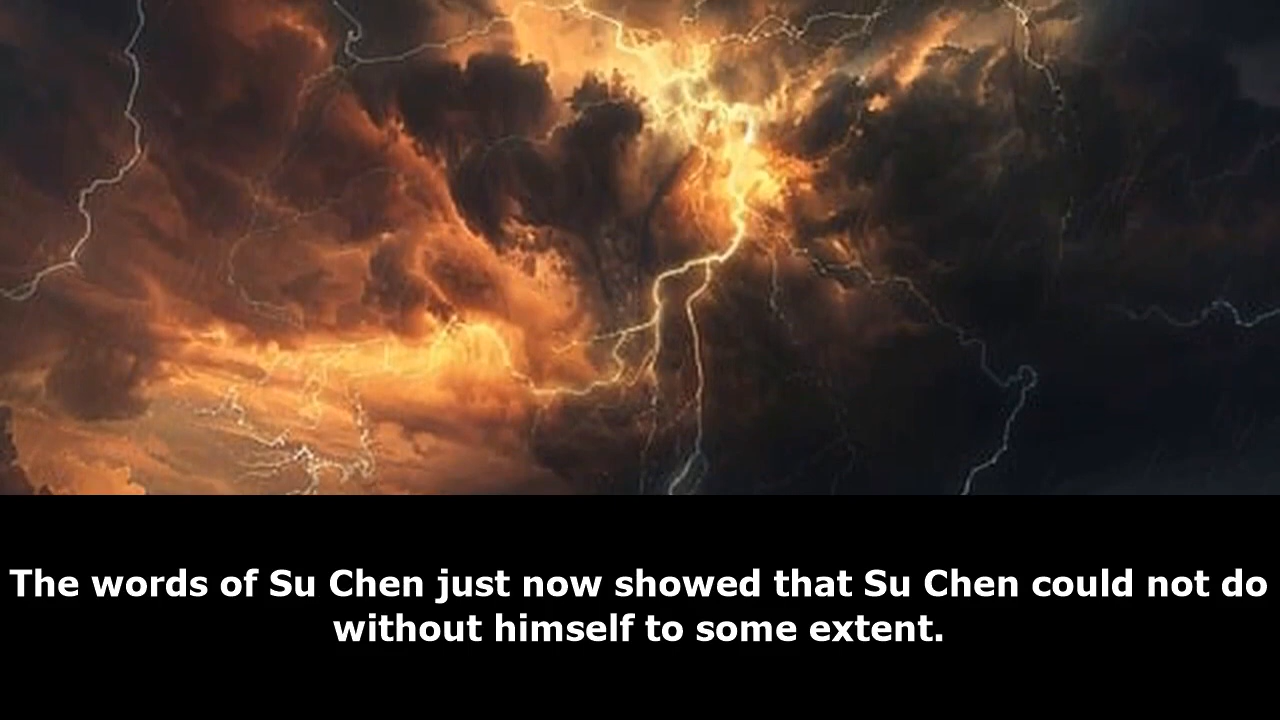 The words of Su Chen just now showed that Su Chen could not do
without himself to some extent.